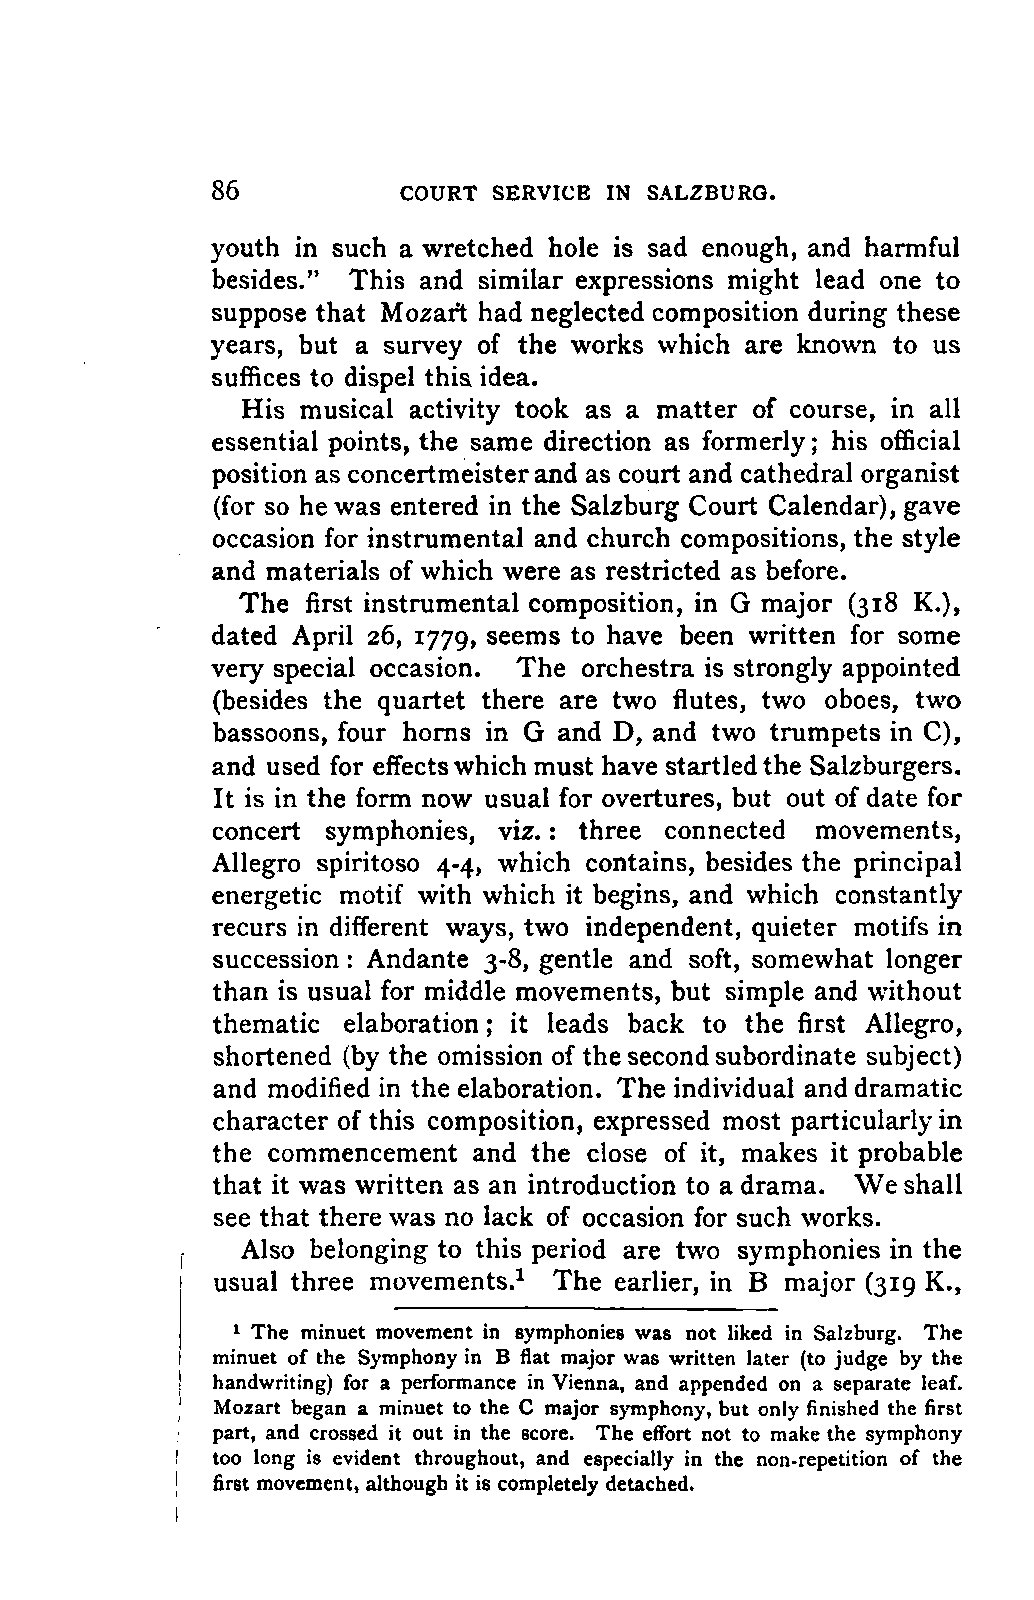 86 COURT SERVICE IN SALZBURG.
youth in such a wretched hole is sad enough, and harmful
besides." This and similar expressions might lead one to
suppose that Mozart had neglected composition during these
years, but a survey of the works which are known to us
suffices to dispel this idea.
His musical activity took as a matter of course, in all
essential points, the same direction as formerly; his official
position as concertmeister and as court and cathedral organist
(for so he was entered in the Salzburg Court Calendar), gave
occasion for instrumental and church compositions, the style
and materials of which were as restricted as before.
The first instrumental composition, in G major (318 K.),
dated April 26, 1779, seems to have been written for some
very special occasion. The orchestra is strongly appointed
(besides the quartet there are two flutes, two oboes, two
bassoons, four horns in G and D, and two trumpets in C),
and used for effects which must have startled the Salzburgers.
It is in the form now usual for overtures, but out of date for
concert symphonies, viz.: three connected movements,
Allegro spiritoso 4-4, which contains, besides the principal
energetic motif with which it begins, and which constantly
recurs in different ways, two independent, quieter motifs in
succession: Andante 3-8, gentle and soft, somewhat longer
than is usual for middle movements, but simple and without
thematic elaboration; it leads back to the first Allegro,
shortened (by the omission of the second subordinate subject)
and modified in the elaboration. The individual and dramatic
character of this composition, expressed most particularly in
the commencement and the close of it, makes it probable
that it was written as an introduction to a drama. We shall
see that there was no lack of occasion for such works.
Also belonging to this period are two symphonies in the
usual three movements.¹ The earlier, in B major (319 K.,
¹ The minuet movement in symphonies was not liked in Salzburg. The
minuet of the Symphony in B flat major was written later (to judge by the
handwriting) for a performance in Vienna, and appended on a separate leaf.
Mozart began a minuet to the C major symphony, but only finished the first
part, and crossed it out in the score. The effort not to make the symphony
too long is evident throughout, and especially in the non-repetition of the
first movement, although it is completely detached.